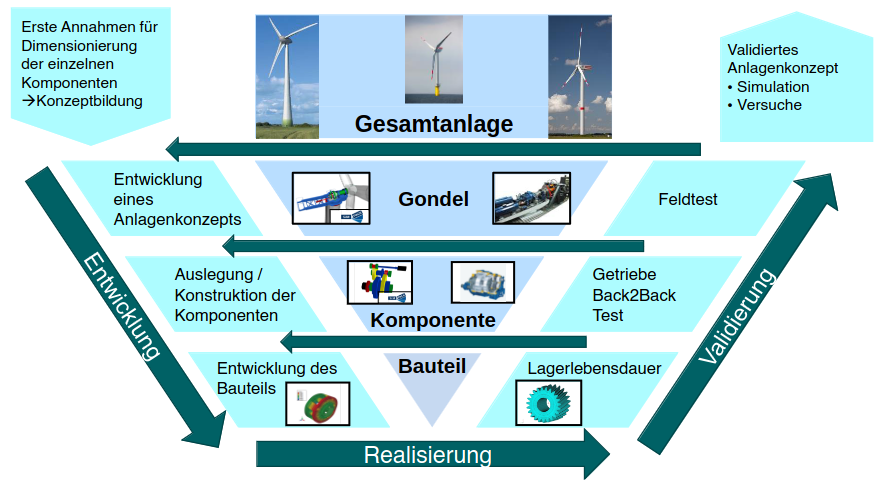 Erste Annahmen für
Dimensionierung
der einzelnen
Komponenten
→Konzeptbildung
Gesamtanlage
Validiertes
Anlagenkonzept
• Simulation
• Versuche
Entwicklung
eines
Anlagenkonzepts
Gondel
Feldtest
Auslegung /
Konstruktion der
Komponenten
Komponente
Getriebe
Back2Back
Test
Entwicklung des
Bauteils
Bauteil
Lagerlebensdauer
Entwicklung
Realisierung
Validierung